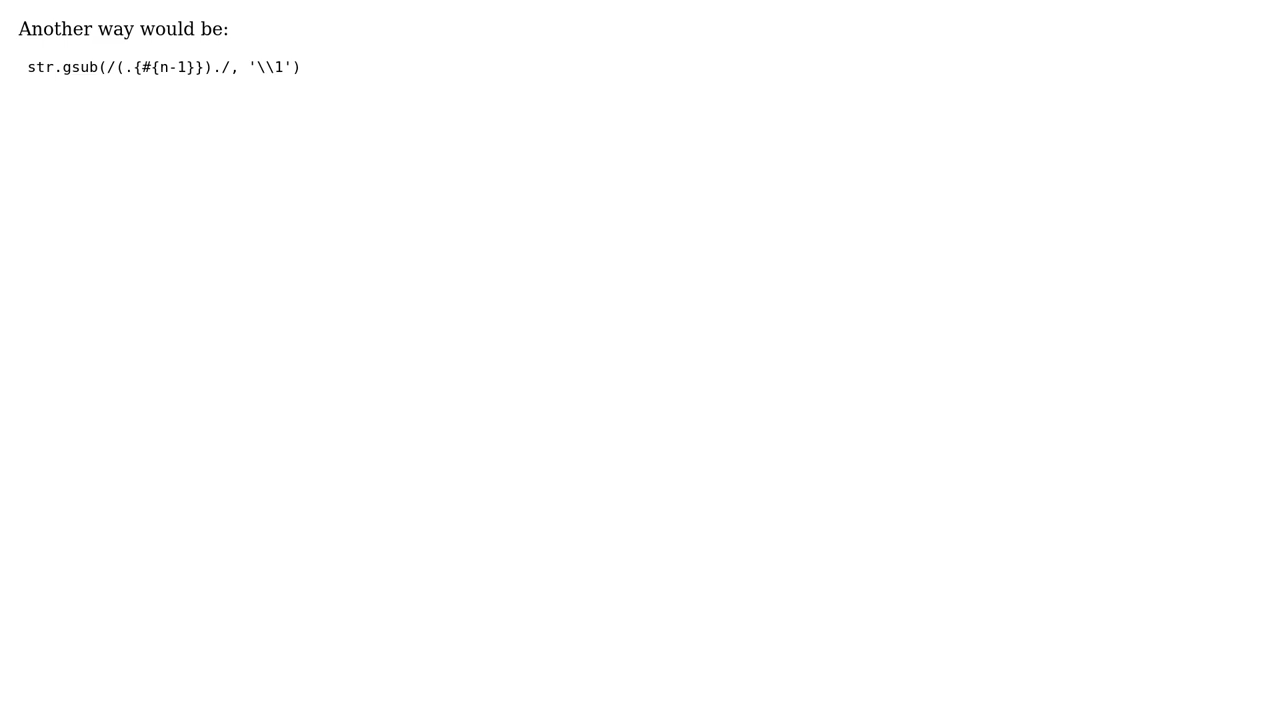 Another way would be:
str.gsub(/(.{#{n-1}})./, '\\1')